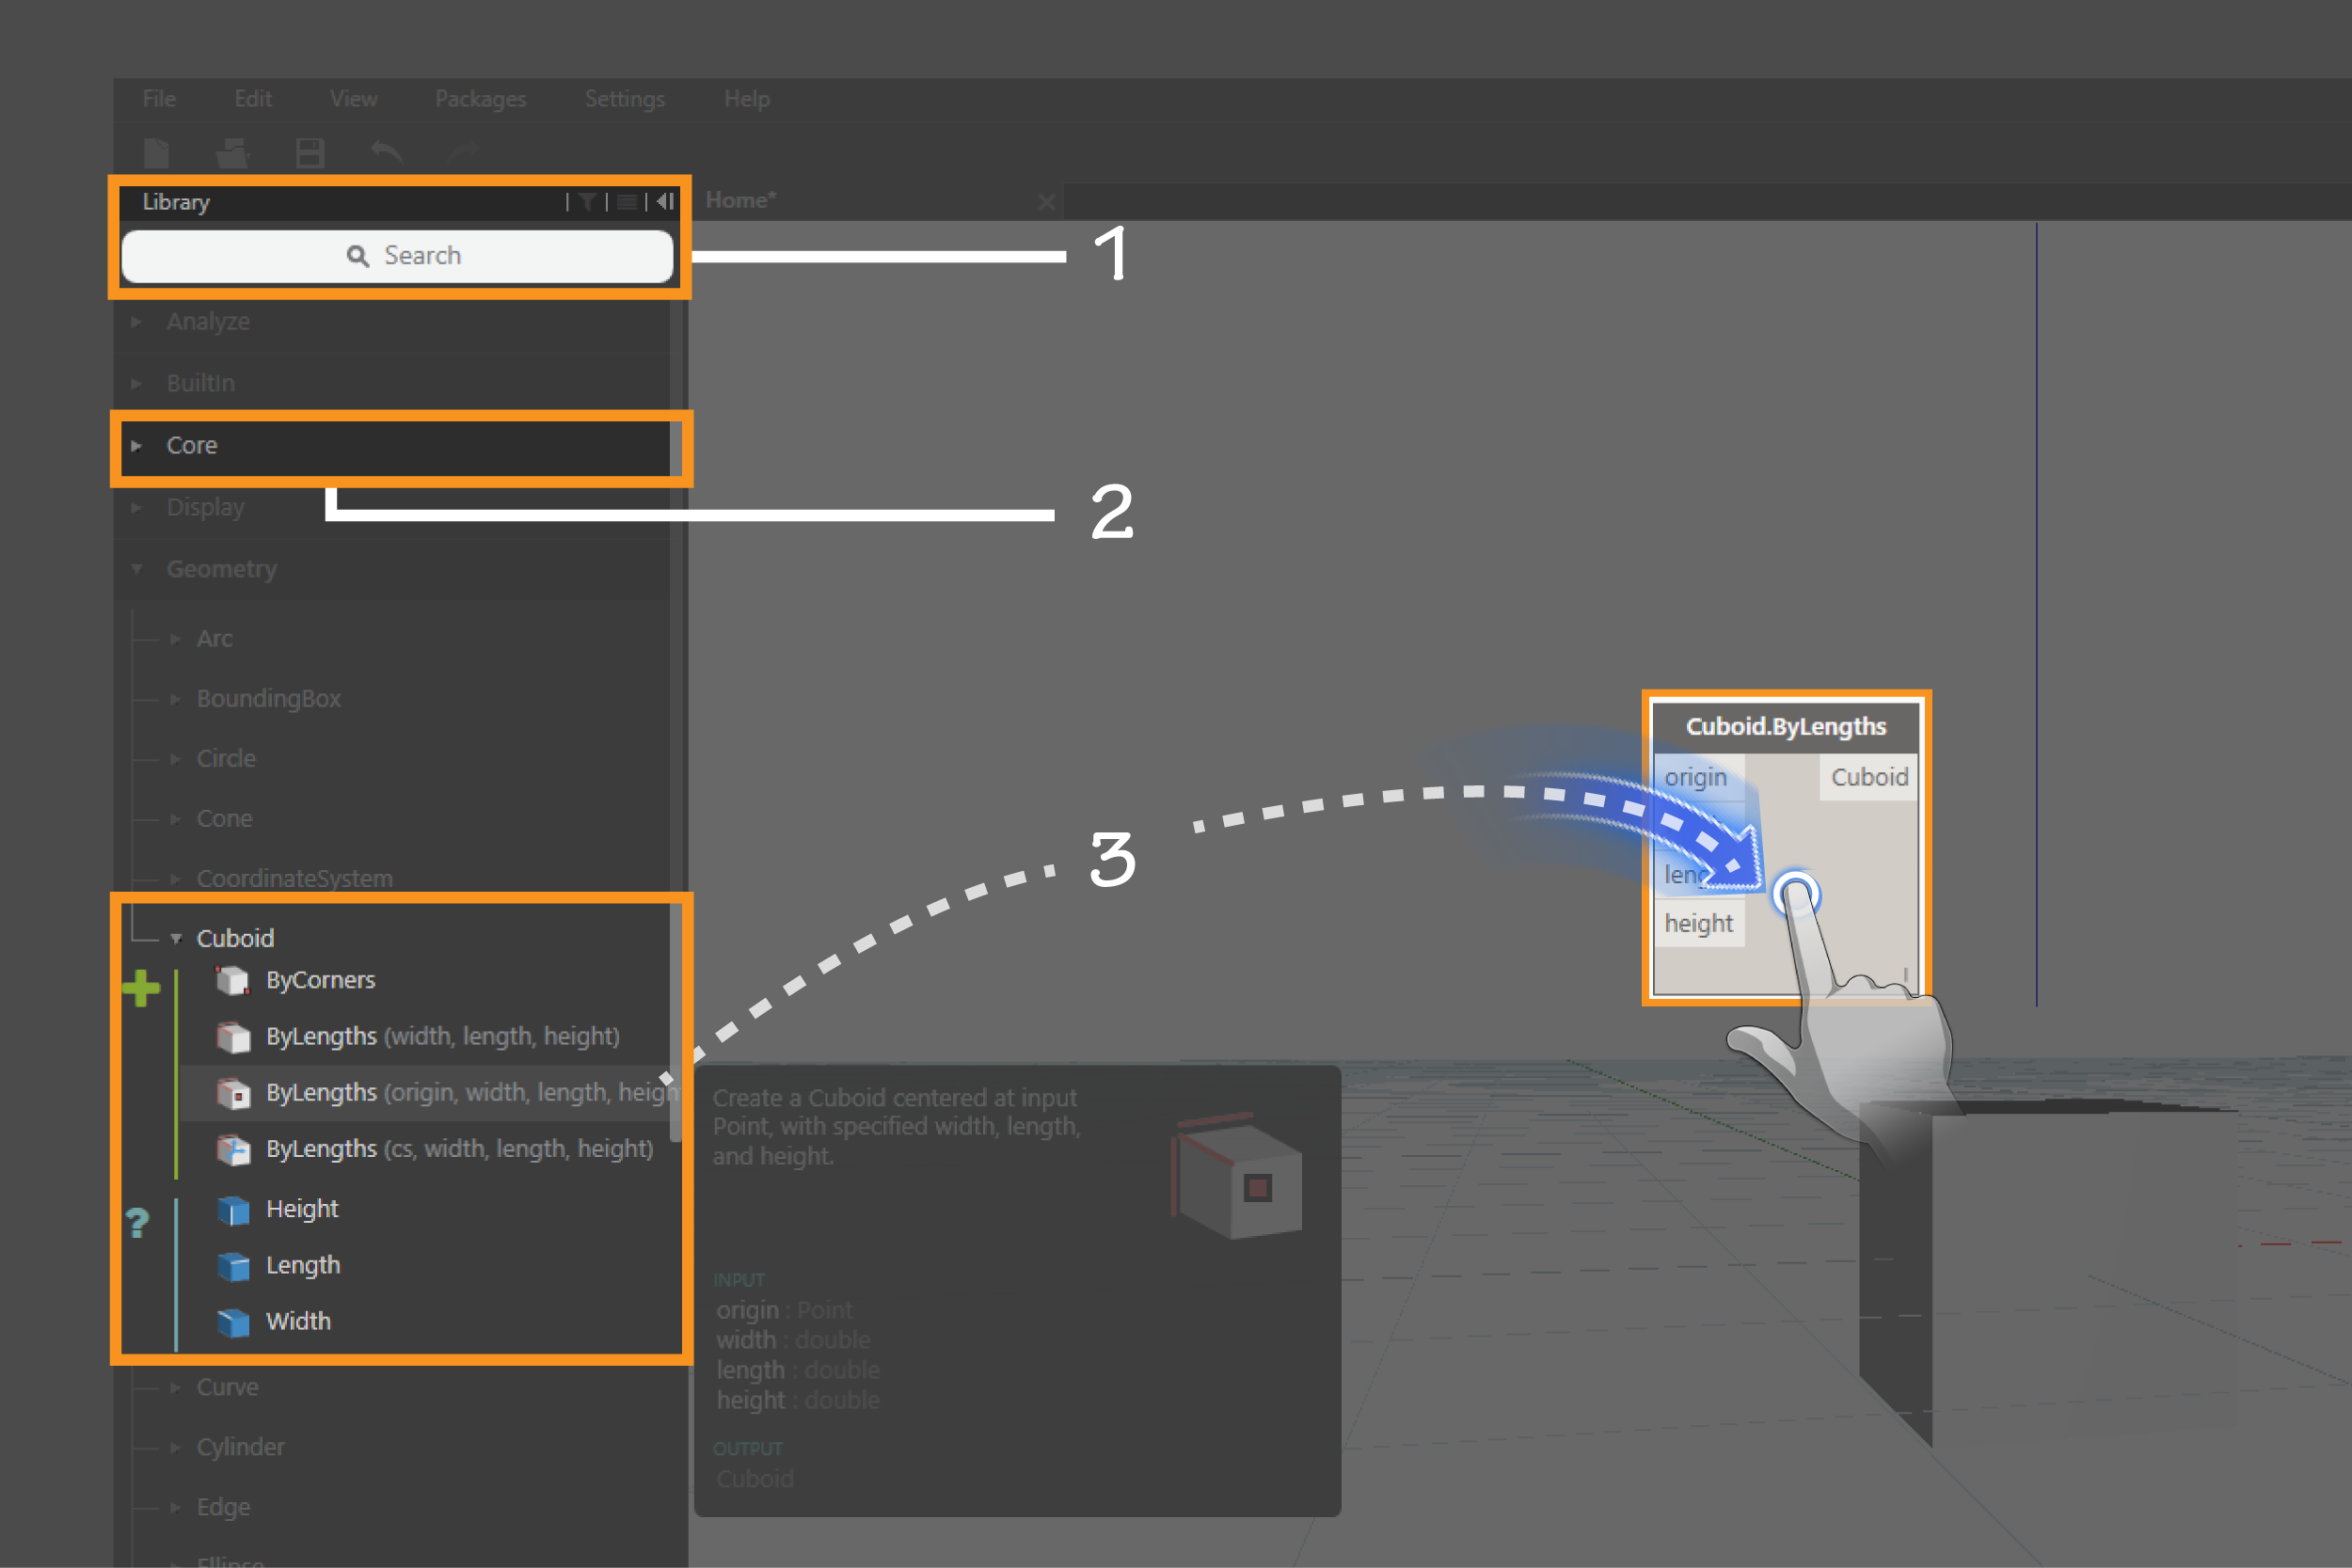 File Edit View Packages Settings Help
Library
Home*
Search
1
Analyze
BuiltIn
Core
Display
2
Geometry
Arc
BoundingBox
Circle
Cone
CoordinateSystem
Cuboid
ByCorners
ByLengths (width, length, height)
ByLengths (origin, width, length, heigh
ByLengths (cs, width, length, height)
Height
Length
Width
Curve
Cylinder
Edge
Ellipse
3
Cuboid.ByLengths
origin Cuboid
leng
height
Create a Cuboid centered at input
Point, with specified width, length,
and height.
INPUT
origin : Point
width : double
length : double
height : double
OUTPUT
Cuboid